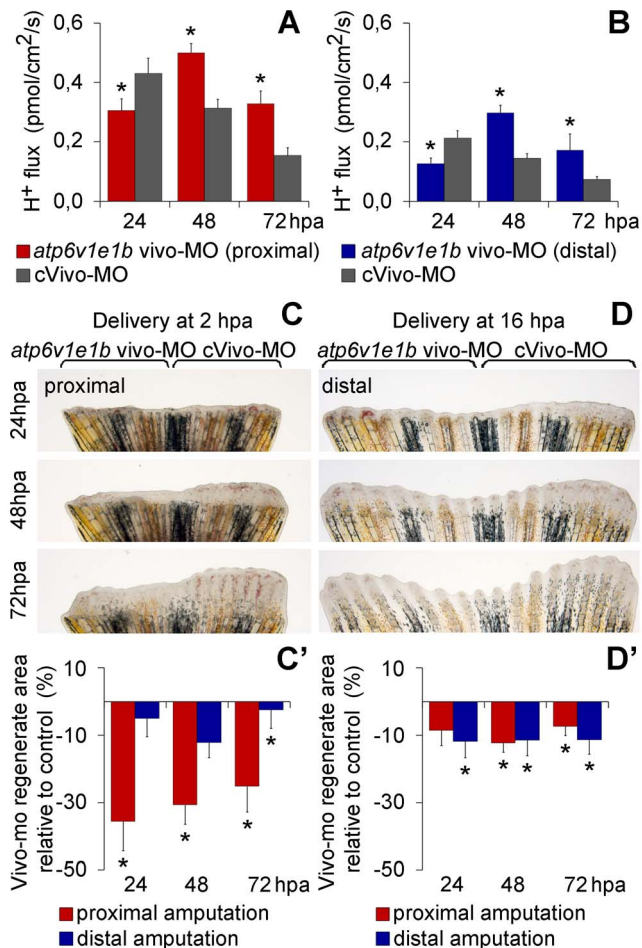 A
H+ flux (pmol/cm2/s)
0,6
0,4
0,2
0,0
*
*
*
24 48 72 hpa
atp6v1e1b vivo-MO (proximal)
cVivo-MO
B
H+ flux (pmol/cm2/s)
0,6
0,4
0,2
0,0
*
*
*
24 48 72 hpa
atp6v1e1b vivo-MO (distal)
cVivo-MO
C
Delivery at 2 hpa
atp6v1e1b vivo-MO cVivo-MO
proximal
D
Delivery at 16 hpa
atp6v1e1b vivo-MO cVivo-MO
distal
24hpa
48hpa
72hpa
C'
Vivo-mo regenerate area
relative to control (%)
10
-10
-30
-50
*
*
*
*
24 48 72 hpa
proximal amputation
distal amputation
D'
Vivo-mo regenerate area
relative to control (%)
10
-10
-30
-50
*
*
*
*
*
24 48 72 hpa
proximal amputation
distal amputation